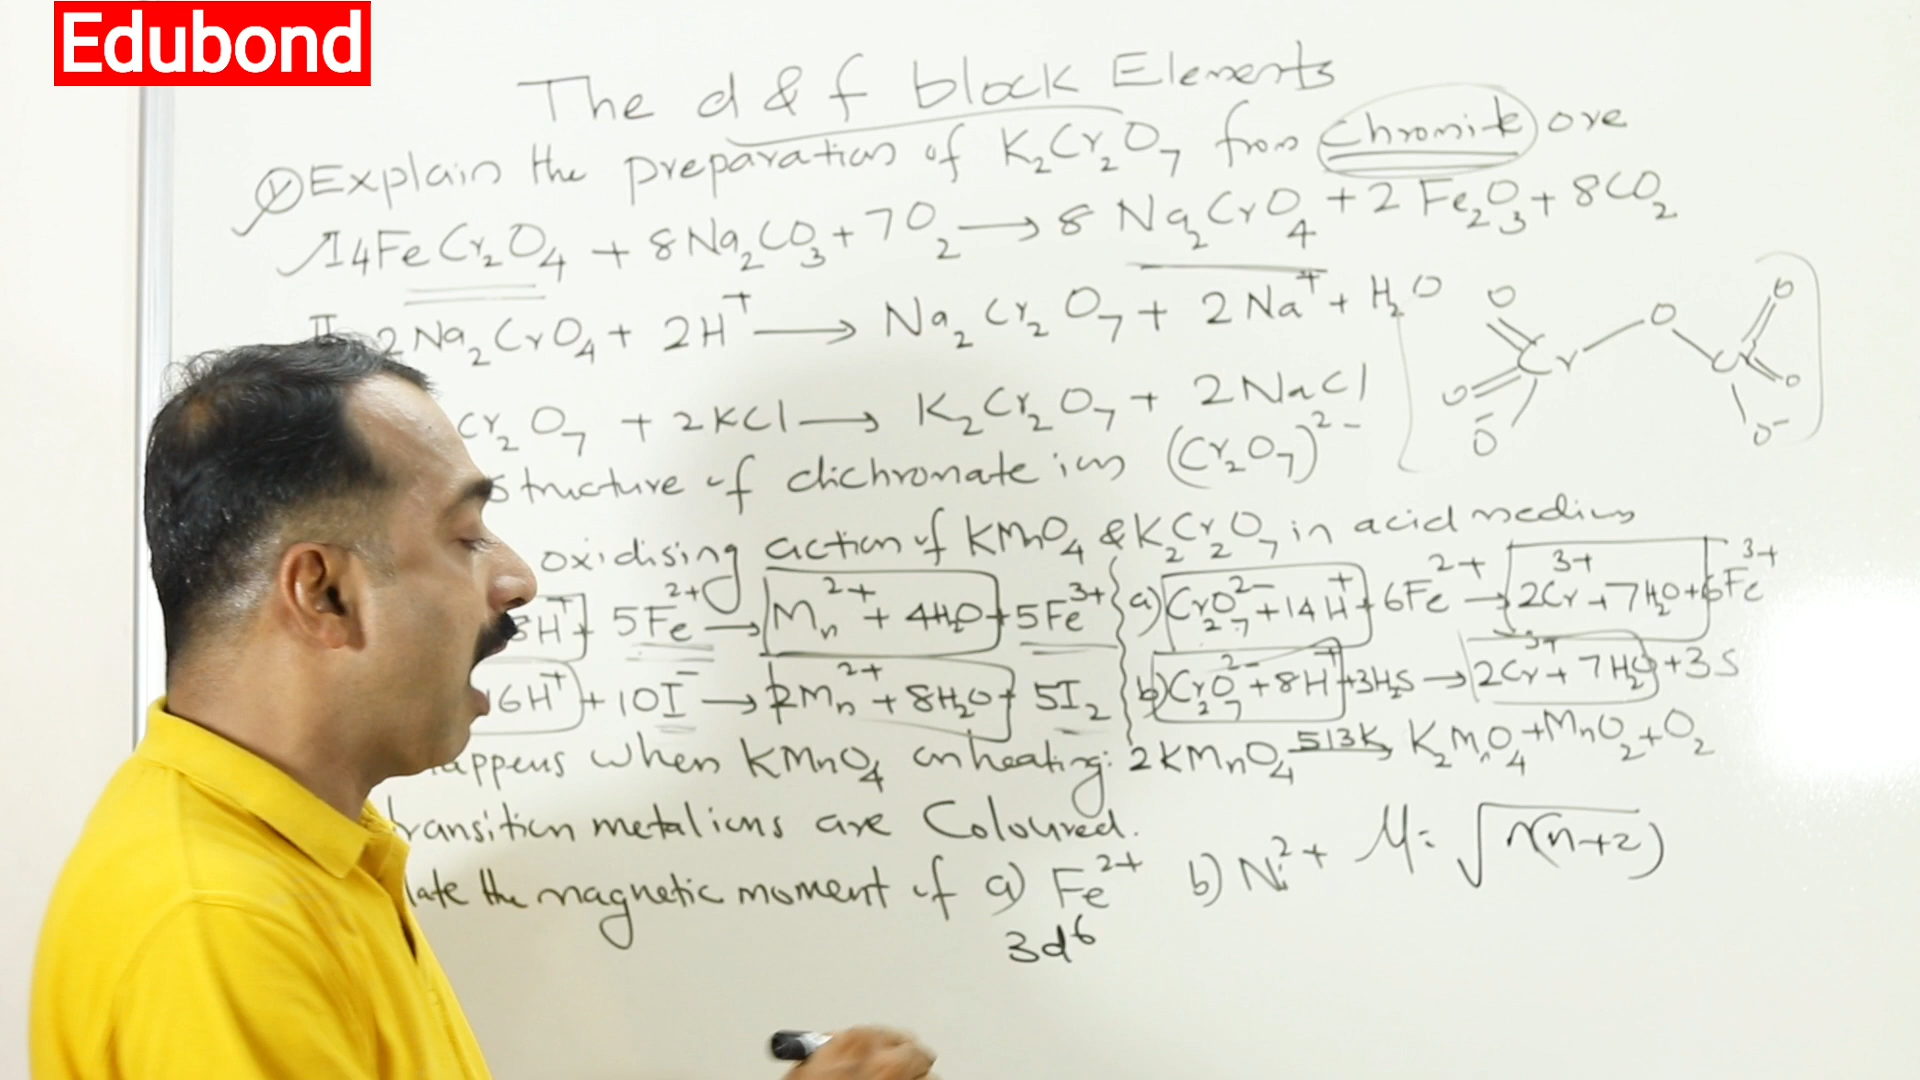 Edubond
The d & f block Elements
Explain the preparation of K₂Cr₂O₇ from Chromite ore
I 4FeCr₂O₄ + 8Na₂CO₃ + 7O₂ → 8Na₂CrO₄ + 2Fe₂O₃ + 8CO₂
II 2Na₂CrO₄ + 2H⁺ → Na₂Cr₂O₇ + 2Na⁺ + H₂O
Cr₂O₇ + 2KCl → K₂Cr₂O₇ + 2NaCl
structure of dichromate ion (Cr₂O₇)²⁻
O O O Cr O Cr O O Ō O⁻
oxidising action of KMnO₄ & K₂Cr₂O₇ in acid medium
8H⁺ + 5Fe²⁺ → Mn²⁺ + 4H₂O + 5Fe³⁺ a) Cr₂O₇²⁻ + 14H⁺ + 6Fe²⁺ → 2Cr³⁺ + 7H₂O + 6Fe³⁺
16H⁺ + 10I⁻ → 2Mn²⁺ + 8H₂O + 5I₂ b) Cr₂O₇²⁻ + 8H⁺ + 3H₂S → 2Cr³⁺ + 7H₂O + 3S
happens when KMnO₄ on heating: 2KMnO₄ 513K→ K₂MnO₄ + MnO₂ + O₂
transition metal ions are Coloured.
late the magnetic moment of a) Fe²⁺ b) Ni²⁺ μ = √n(n+2)
3d⁶